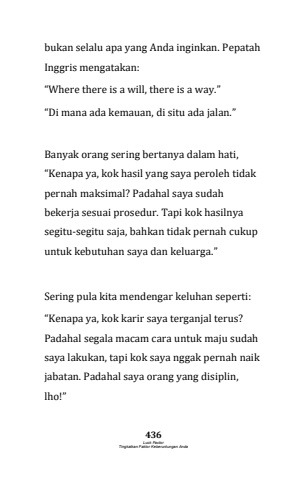 bukan selalu apa yang Anda inginkan. Pepatah
Inggris mengatakan:
“Where there is a will, there is a way.”
“Di mana ada kemauan, di situ ada jalan.”
Banyak orang sering bertanya dalam hati,
“Kenapa ya, kok hasil yang saya peroleh tidak
pernah maksimal? Padahal saya sudah
bekerja sesuai prosedur. Tapi kok hasilnya
segitu-segitu saja, bahkan tidak pernah cukup
untuk kebutuhan saya dan keluarga.”
Sering pula kita mendengar keluhan seperti:
“Kenapa ya, kok karir saya terganjal terus?
Padahal segala macam cara untuk maju sudah
saya lakukan, tapi kok saya nggak pernah naik
jabatan. Padahal saya orang yang disiplin,
lho!”
436
Luck Factor
Tingkatkan Faktor Keberuntungan Anda